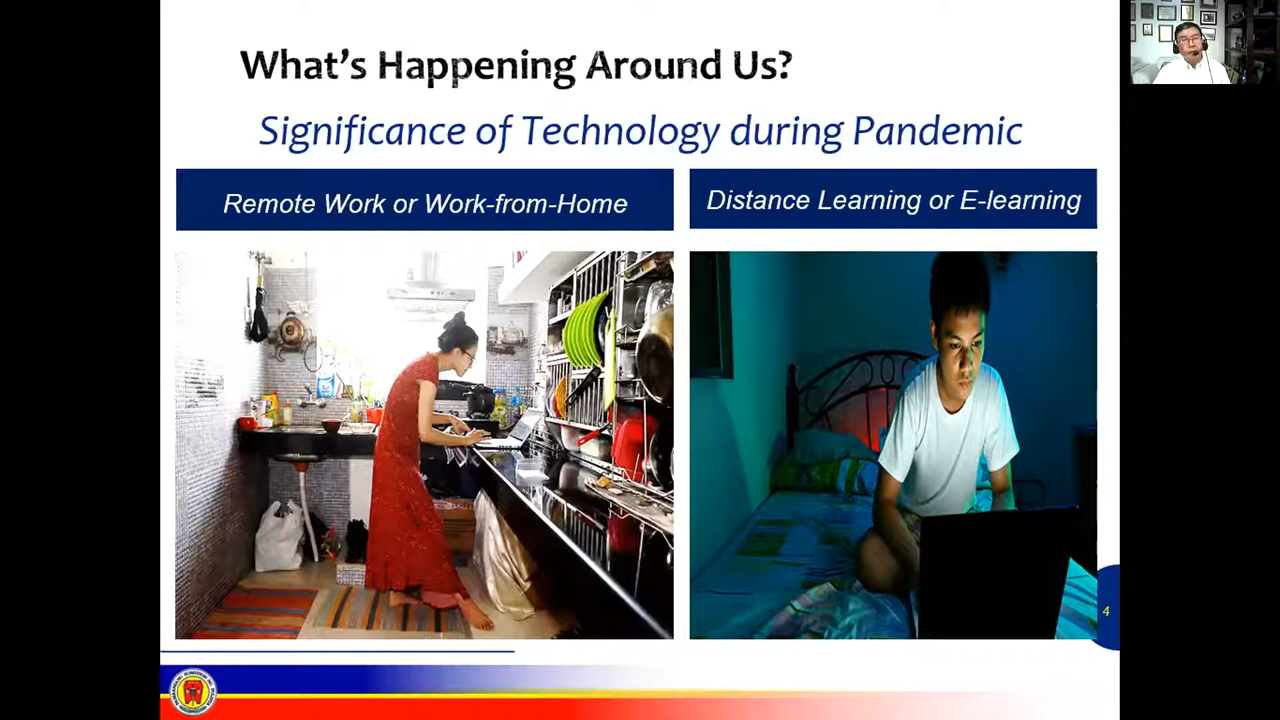 What's Happening Around Us?
Significance of Technology during Pandemic
Remote Work or Work-from-Home
Distance Learning or E-learning
4